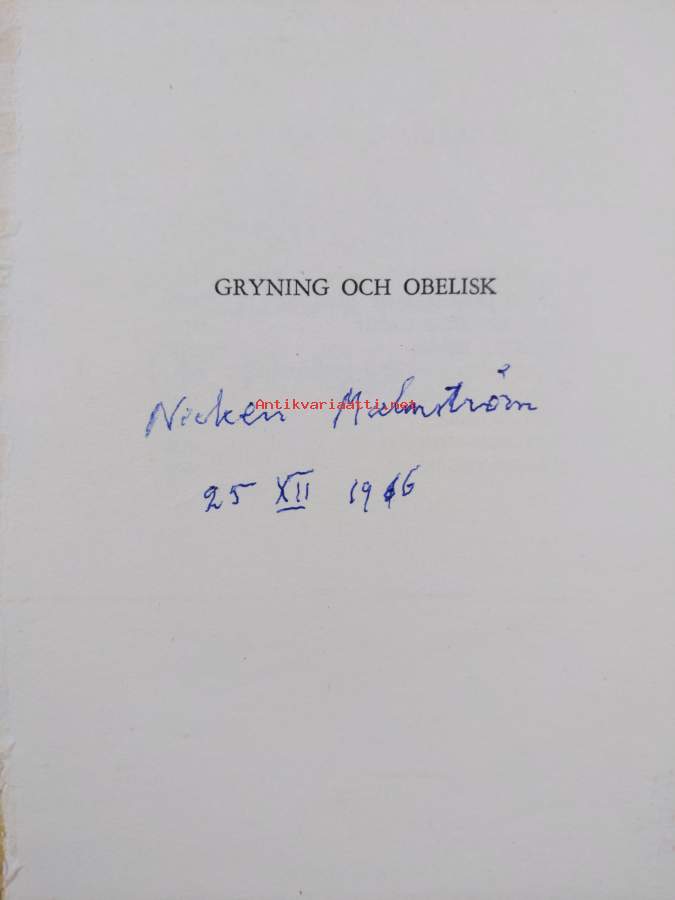 GRYNING OCH OBELISK
Antikvariaatti.net
Malmström
25 XII